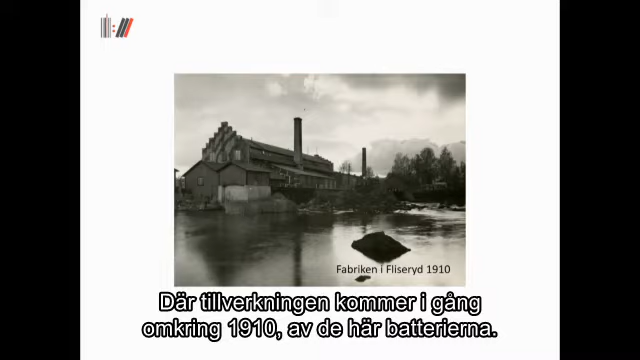 Fabriken i Fliseryd 1910
Där tillverkningen kommer i gång
omkring 1910, av de här batterierna.